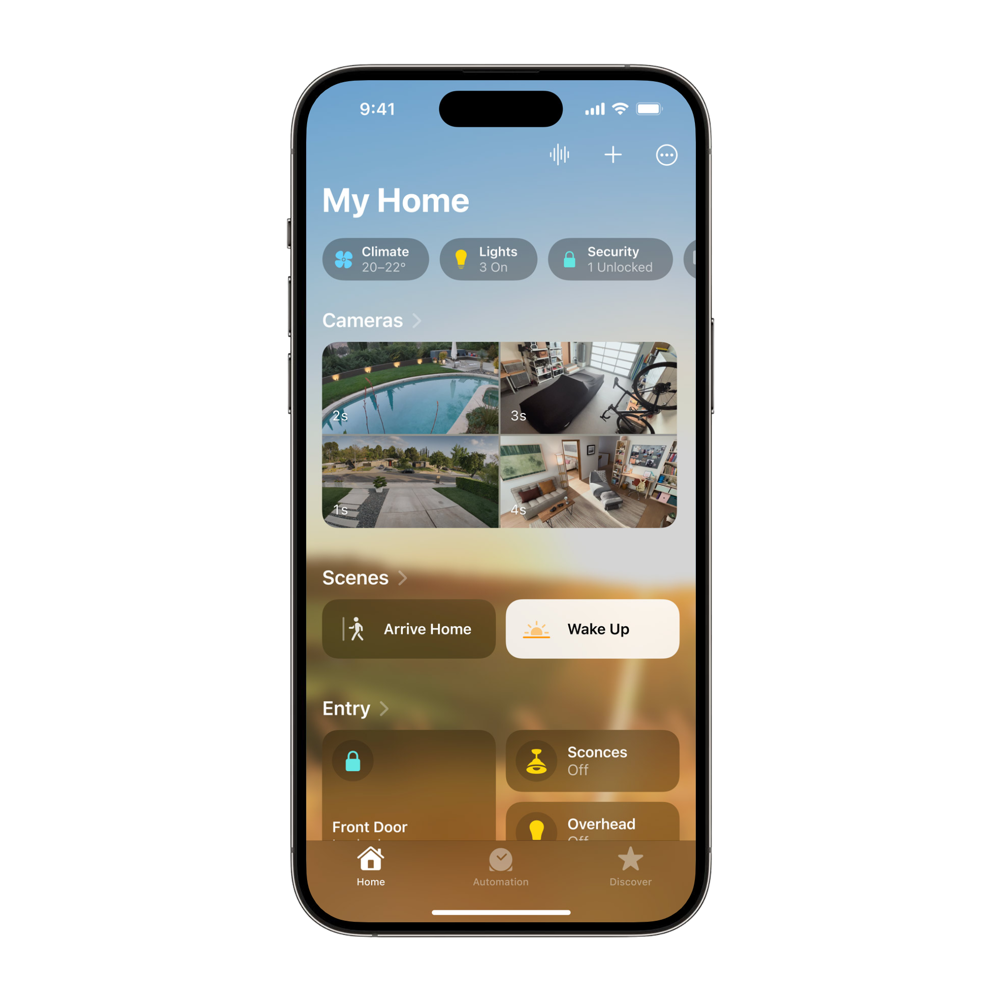 9:41
My Home
Climate
20–22°
Lights
3 On
Security
1 Unlocked
Cameras
2s
3s
1s
4s
Scenes
Arrive Home
Wake Up
Entry
Sconces
Off
Front Door
Overhead
Off
Home
Automation
Discover